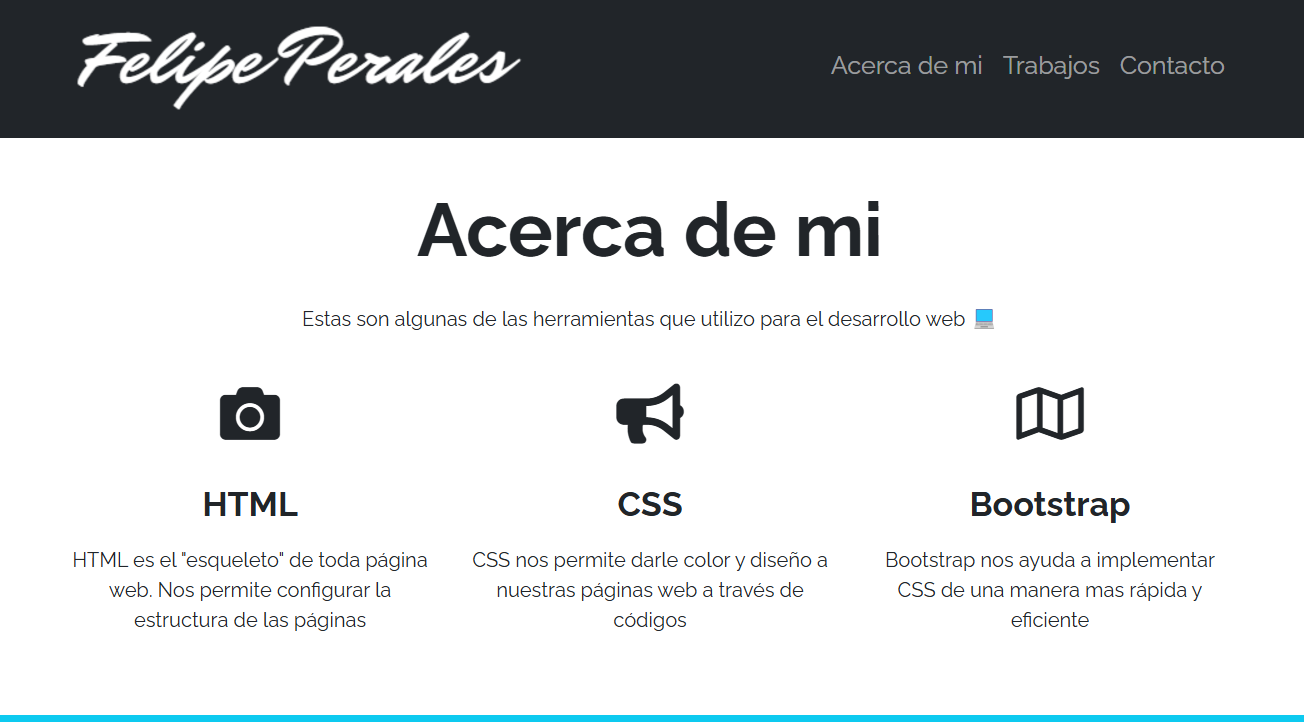 Felipe Perales
Acerca de mi Trabajos Contacto
Acerca de mi
Estas son algunas de las herramientas que utilizo para el desarrollo web 💻
HTML
HTML es el "esqueleto" de toda página
web. Nos permite configurar la
estructura de las páginas
CSS
CSS nos permite darle color y diseño a
nuestras páginas web a través de
códigos
Bootstrap
Bootstrap nos ayuda a implementar
CSS de una manera mas rápida y
eficiente